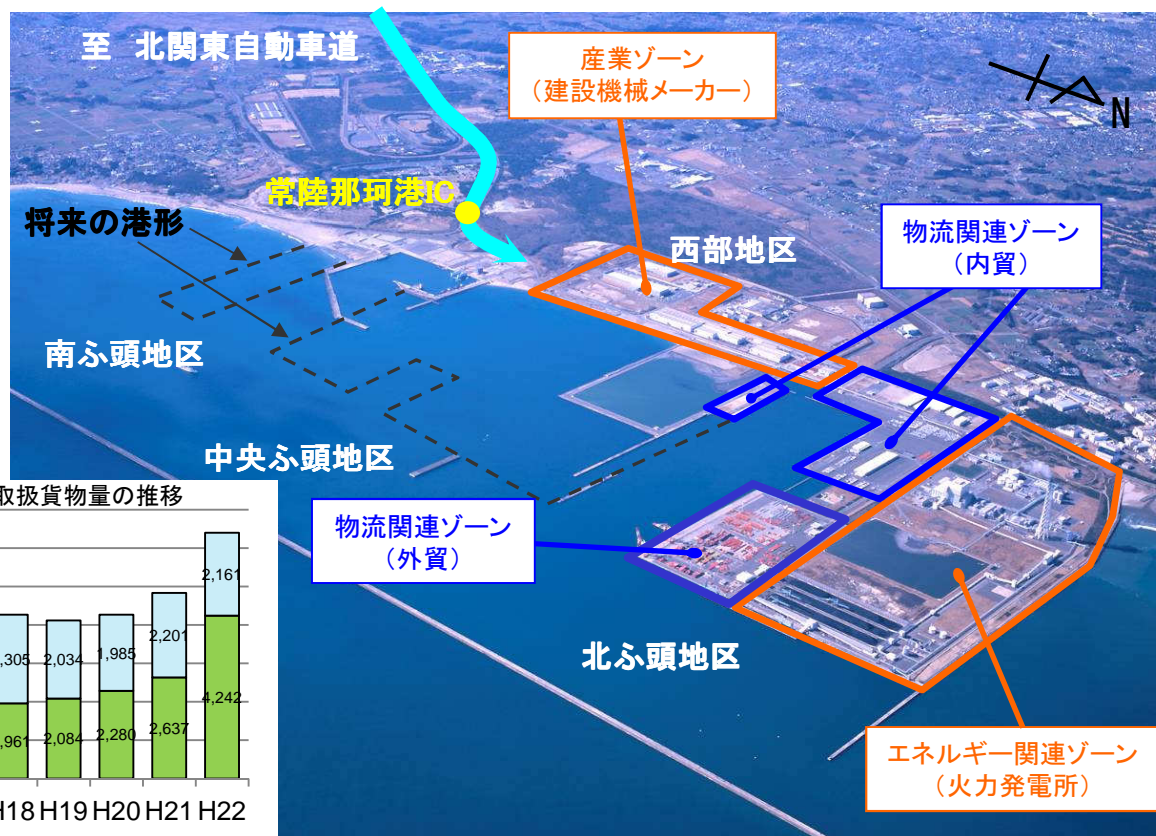 至 北関東自動車道
産業ゾーン
(建設機械メーカー)
N
常陸那珂港IC
将来の港形
西部地区
物流関連ゾーン
(内貿)
南ふ頭地区
中央ふ頭地区
取扱貨物量の推移
物流関連ゾーン
(外貿)
北ふ頭地区
エネルギー関連ゾーン
(火力発電所)
,305 2,034 1,985 2,201 2,161
,961 2,084 2,280 2,637 4,242
H18 H19 H20 H21 H22